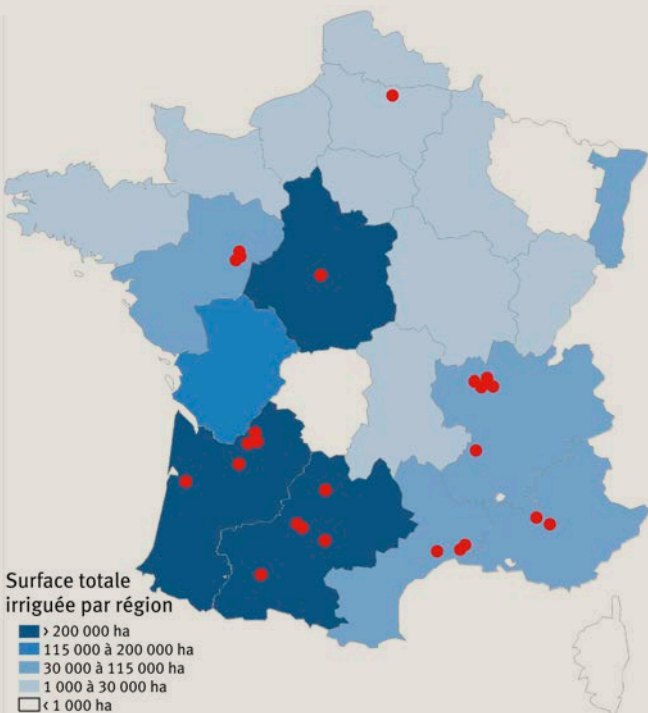 Surface totale
irriguée par région
> 200 000 ha
115 000 à 200 000 ha
30 000 à 115 000 ha
1 000 à 30 000 ha
< 1 000 ha